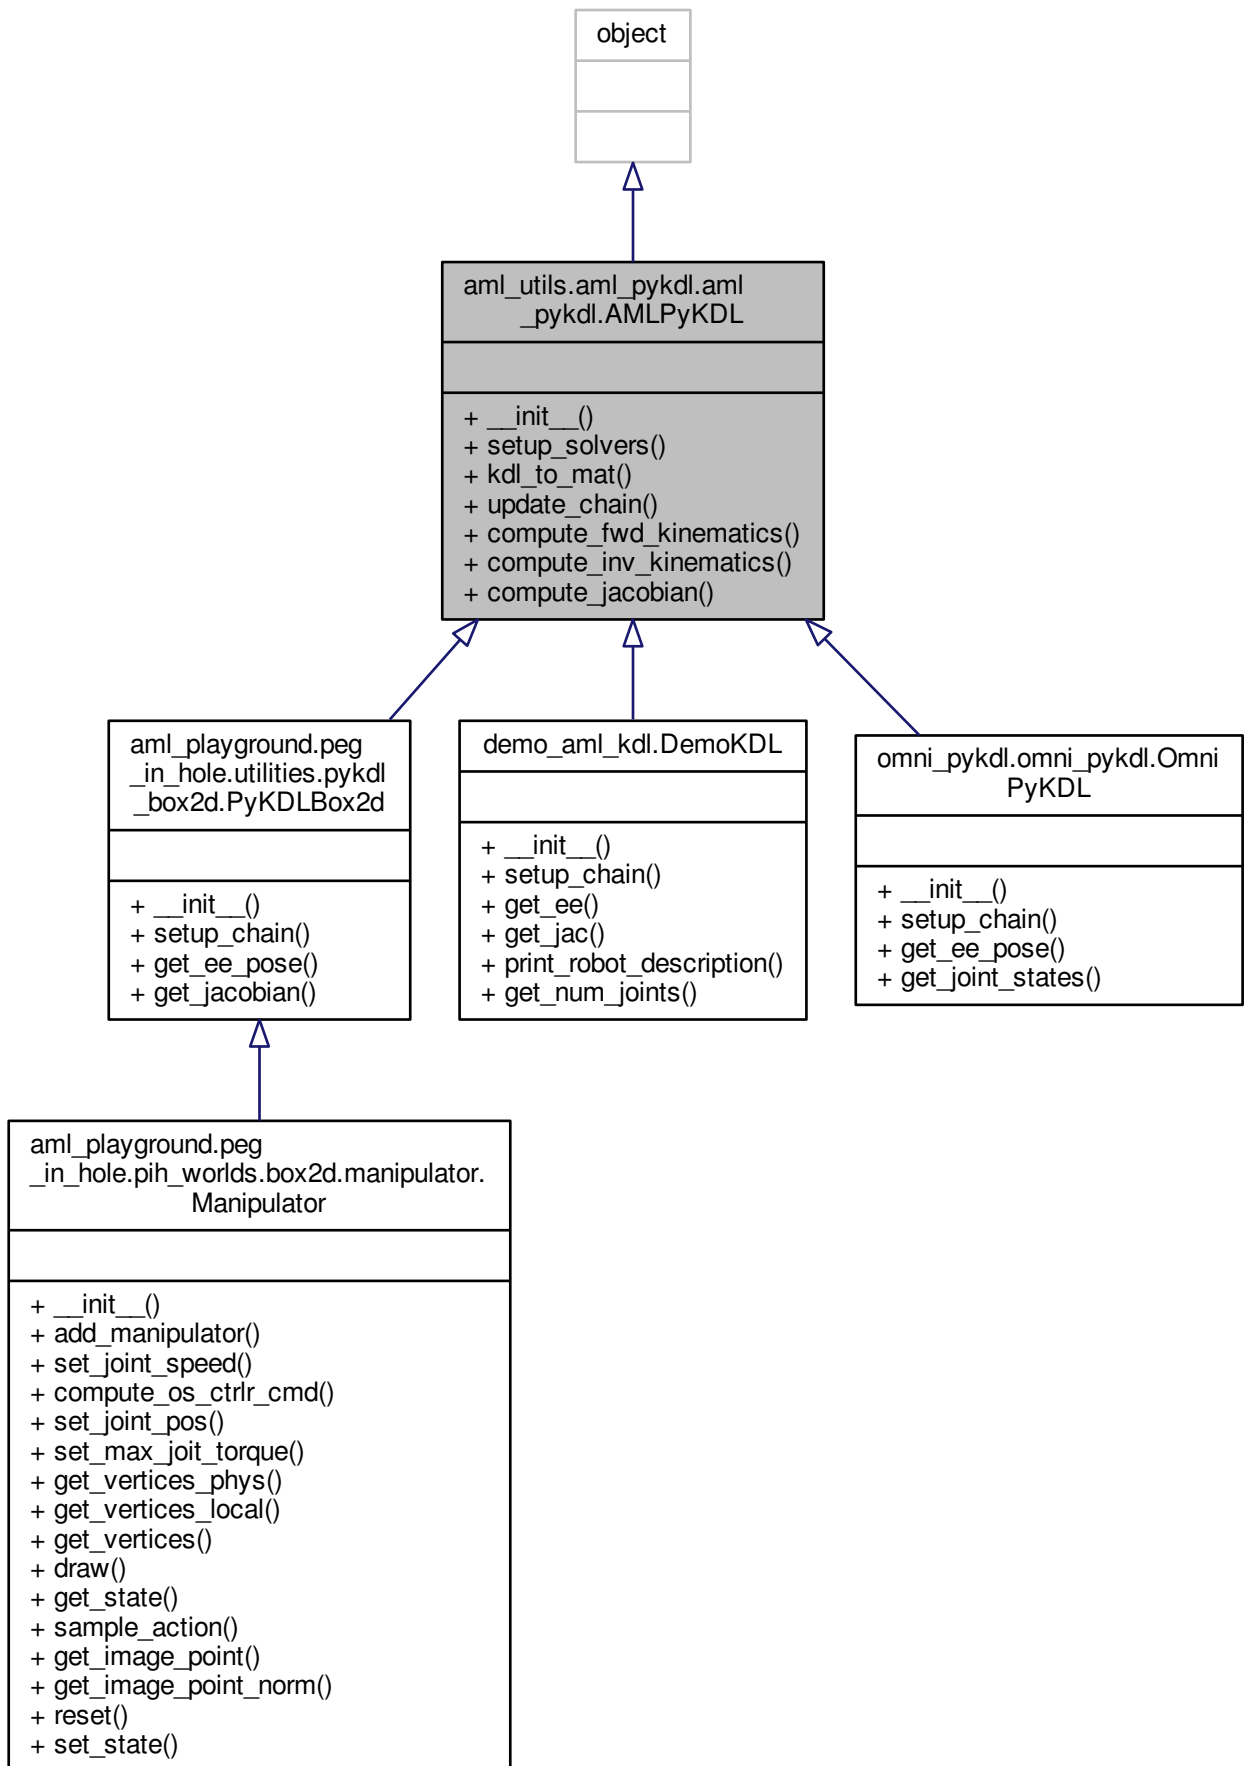 object
aml_utils.aml_pykdl.aml
_pykdl.AMLPyKDL
+ __init__()
+ setup_solvers()
+ kdl_to_mat()
+ update_chain()
+ compute_fwd_kinematics()
+ compute_inv_kinematics()
+ compute_jacobian()
aml_playground.peg
_in_hole.utilities.pykdl
_box2d.PyKDLBox2d
+ __init__()
+ setup_chain()
+ get_ee_pose()
+ get_jacobian()
demo_aml_kdl.DemoKDL
+ __init__()
+ setup_chain()
+ get_ee()
+ get_jac()
+ print_robot_description()
+ get_num_joints()
omni_pykdl.omni_pykdl.Omni
PyKDL
+ __init__()
+ setup_chain()
+ get_ee_pose()
+ get_joint_states()
aml_playground.peg
_in_hole.pih_worlds.box2d.manipulator.
Manipulator
+ __init__()
+ add_manipulator()
+ set_joint_speed()
+ compute_os_ctrlr_cmd()
+ set_joint_pos()
+ set_max_joit_torque()
+ get_vertices_phys()
+ get_vertices_local()
+ get_vertices()
+ draw()
+ get_state()
+ sample_action()
+ get_image_point()
+ get_image_point_norm()
+ reset()
+ set_state()